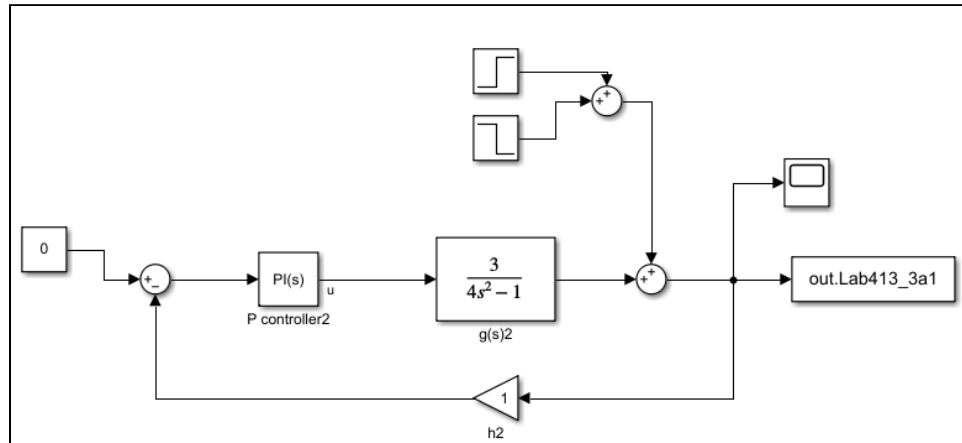 +
+
+
+
0
+
−
PI(s)
u
P controller2
3
4s² − 1
g(s)2
+
+
out.Lab413_3a1
1
h2